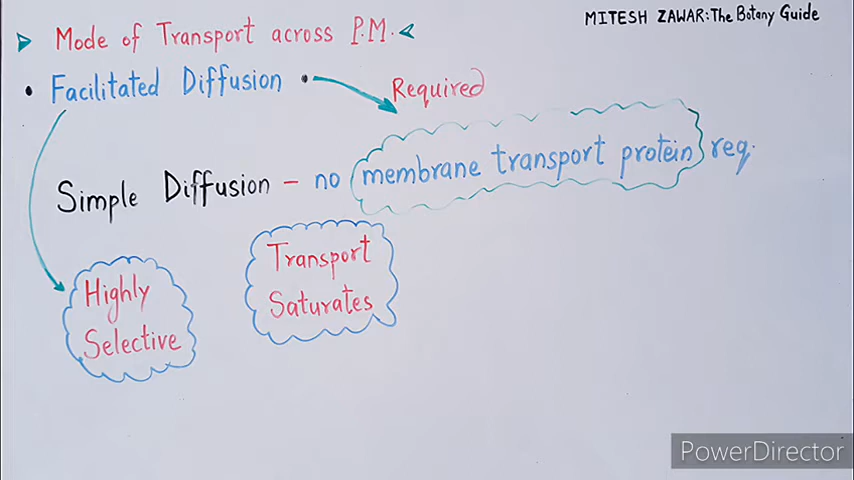 MITESH ZAWAR: The Botany Guide
Mode of Transport across P.M.
• Facilitated Diffusion •
Required
Simple Diffusion - no membrane transport protein req.
Transport
Saturates
Highly
Selective
PowerDirector